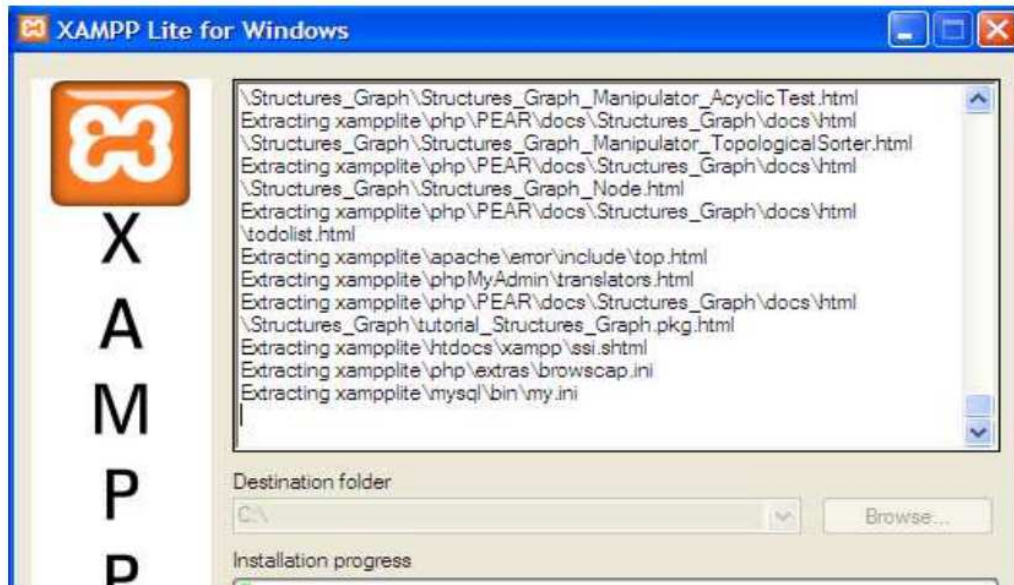 XAMPP Lite for Windows
\Structures_Graph\Structures_Graph_Manipulator_AcyclicTest.html
Extracting xampplite\php\PEAR\docs\Structures_Graph\docs\html
\Structures_Graph\Structures_Graph_Manipulator_TopologicalSorter.html
Extracting xampplite\php\PEAR\docs\Structures_Graph\docs\html
\Structures_Graph\Structures_Graph_Node.html
Extracting xampplite\php\PEAR\docs\Structures_Graph\docs\html
\todolist.html
Extracting xampplite\apache\error\include\top.html
Extracting xampplite\phpMyAdmin\translators.html
Extracting xampplite\php\PEAR\docs\Structures_Graph\docs\html
\Structures_Graph\tutorial_Structures_Graph.pkg.html
Extracting xampplite\htdocs\xampp\ssi.shtml
Extracting xampplite\php\extras\browscap.ini
Extracting xampplite\mysql\bin\my.ini
X
A
M
P
P
Destination folder
C:\
Browse...
Installation progress